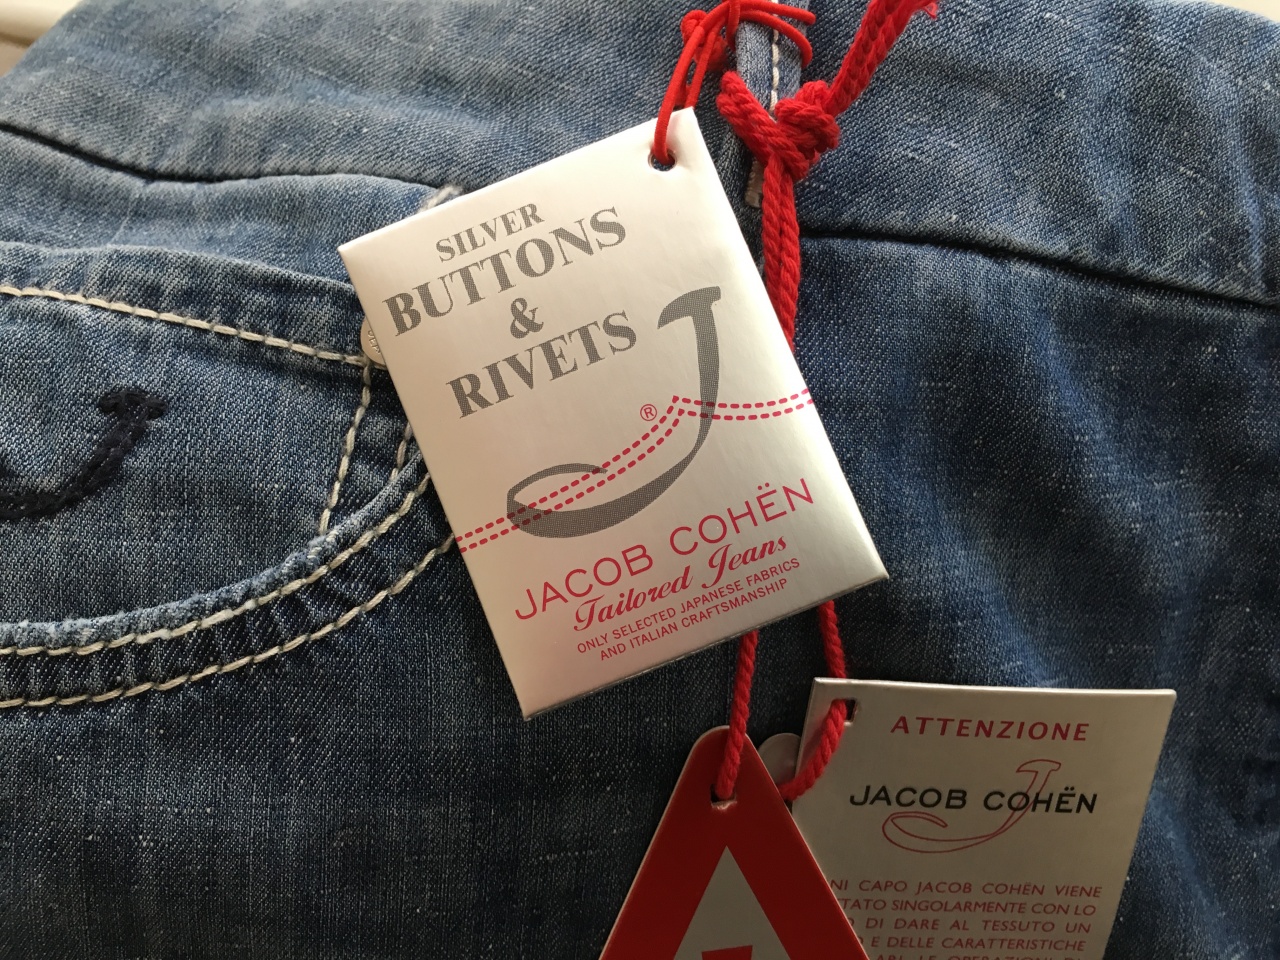 SILVER
BUTTONS
&
RIVETS
®
JACOB COHËN
Tailored Jeans
ONLY SELECTED JAPANESE FABRICS
AND ITALIAN CRAFTSMANSHIP
ATTENZIONE
JACOB COHËN
CAPO JACOB COHËN VIENE
SINGOLARMENTE CON LO
DI DARE AL TESSUTO UN
E DELLE CARATTERISTICHE